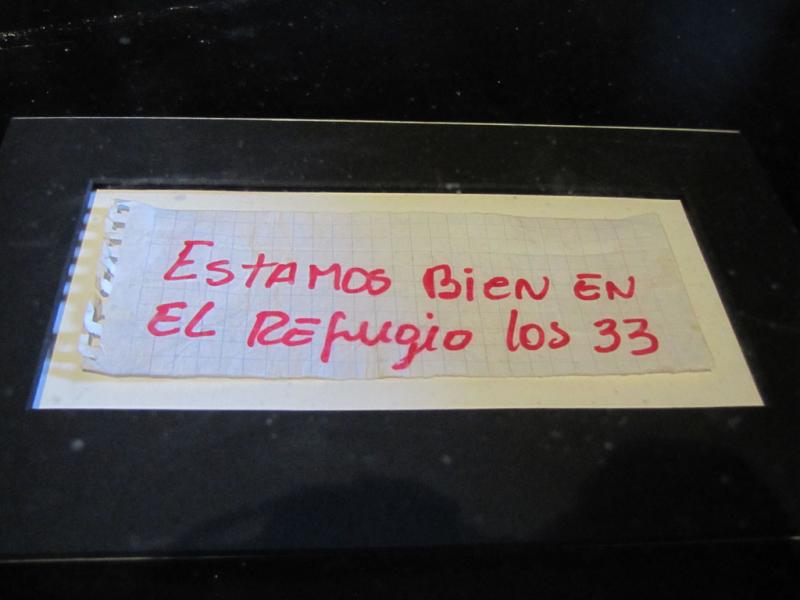 ESTAMOS BIEN EN
EL REFUGIO los 33